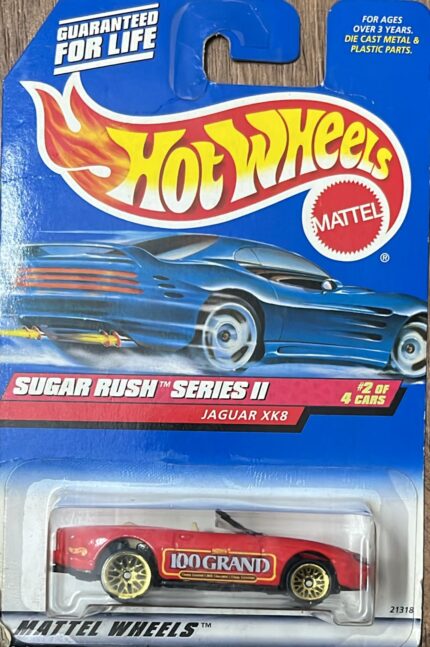 GUARANTEED
FOR LIFE
FOR AGES
OVER 3 YEARS.
DIE CAST METAL &
PLASTIC PARTS.
Hot Wheels
MATTEL
®
SUGAR RUSH™ SERIES II
#2 OF
4 CARS
JAGUAR XK8
100 GRAND
21318
MATTEL WHEELS™